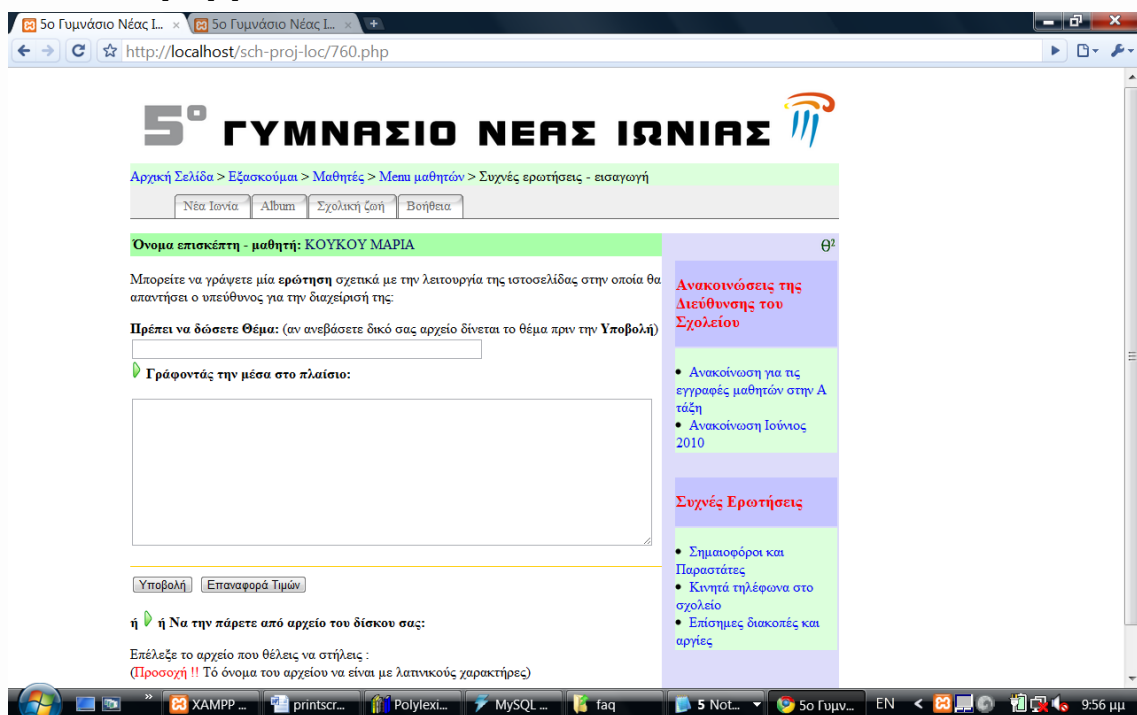 5ο Γυμνάσιο Νέας Ι...
5ο Γυμνάσιο Νέας Ι...
http://localhost/sch-proj-loc/760.php
5° ΓΥΜΝΑΣΙΟ ΝΕΑΣ ΙΩΝΙΑΣ
Αρχική Σελίδα > Εξασκούμαι > Μαθητές > Menu μαθητών > Συχνές ερωτήσεις - εισαγωγή
Νέα Ιωνία Album Σχολική ζωή Βοήθεια
Όνομα επισκέπτη - μαθητή: ΚΟΥΚΟΥ ΜΑΡΙΑ
Μπορείτε να γράψετε μία ερώτηση σχετικά με την λειτουργία της ιστοσελίδας στην οποία θα
απαντήσει ο υπεύθυνος για την διαχείρισή της:
Πρέπει να δώσετε Θέμα: (αν ανεβάσετε δικό σας αρχείο δίνεται το θέμα πριν την Υποβολή)
Γράφοντάς την μέσα στο πλαίσιο:
Υποβολή Επαναφορά Τιμών
ή ή Να την πάρετε από αρχείο του δίσκου σας:
Επέλεξε το αρχείο που θέλεις να στήλεις :
(Προσοχή !! Τό όνομα του αρχείου να είναι με λατινικούς χαρακτήρες)
θ²
Ανακοινώσεις της
Διεύθυνσης του
Σχολείου
• Ανακοίνωση για τις
εγγραφές μαθητών στην Α
τάξη
• Ανακοίνωση Ιούνιος
2010
Συχνές Ερωτήσεις
• Σημαιοφόροι και
Παραστάτες
• Κινητά τηλέφωνα στο
σχολείο
• Επίσημες διακοπές και
αργίες
» XAMPP ... printscr... Polylexi... MySQL ... faq 5 Not... 5ο Γυμν... EN < 9:56 μμ